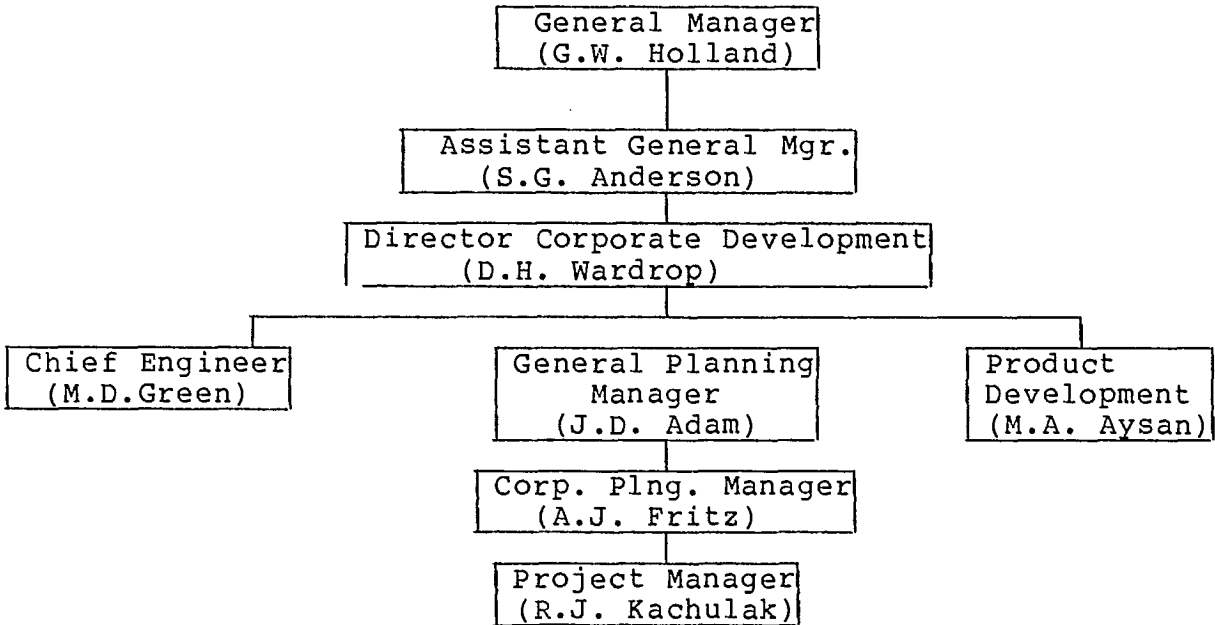 General Manager
(G.W. Holland)
Assistant General Mgr.
(S.G. Anderson)
Director Corporate Development
(D.H. Wardrop)
Chief Engineer
(M.D.Green)
General Planning
Manager
(J.D. Adam)
Product
Development
(M.A. Aysan)
Corp. Plng. Manager
(A.J. Fritz)
Project Manager
(R.J. Kachulak)